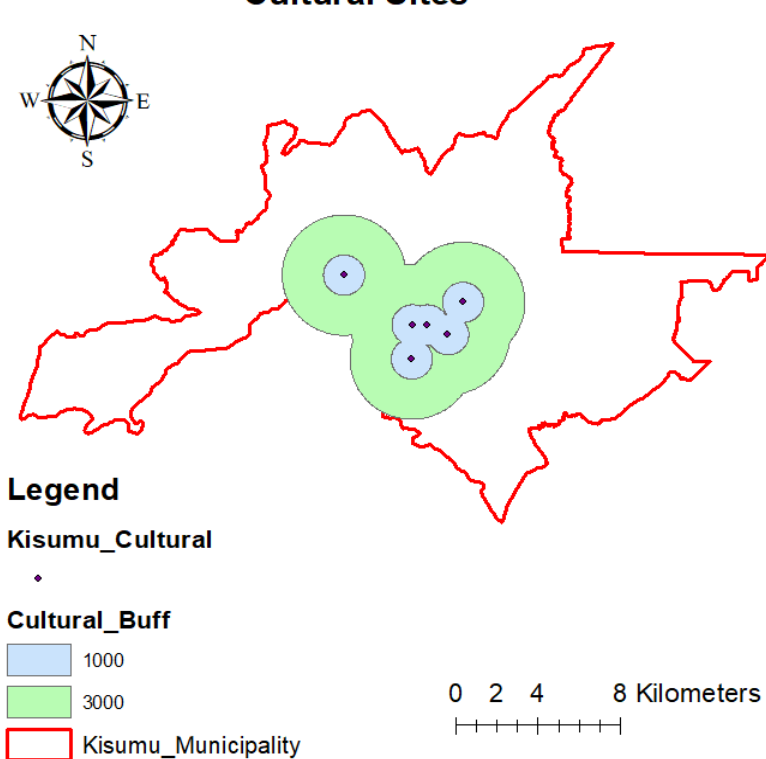 Cultural Sites
N
W E
S
Legend
Kisumu_Cultural
Cultural_Buff
1000
3000
Kisumu_Municipality
0 2 4 8 Kilometers